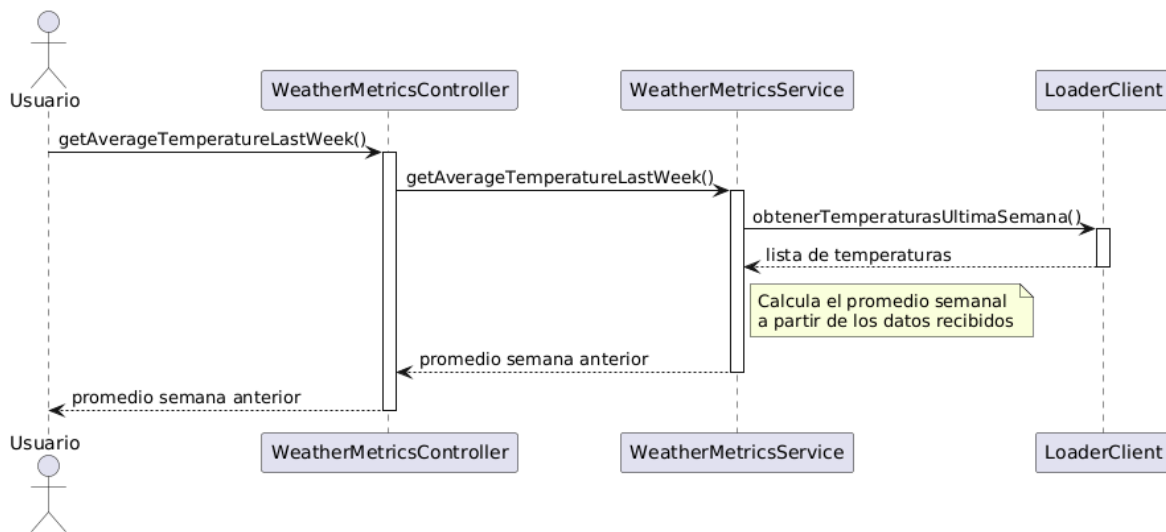 Usuario
WeatherMetricsController
WeatherMetricsService
LoaderClient
getAverageTemperatureLastWeek()
getAverageTemperatureLastWeek()
obtenerTemperaturasUltimaSemana()
lista de temperaturas
Calcula el promedio semanal
a partir de los datos recibidos
promedio semana anterior
promedio semana anterior
Usuario
WeatherMetricsController
WeatherMetricsService
LoaderClient